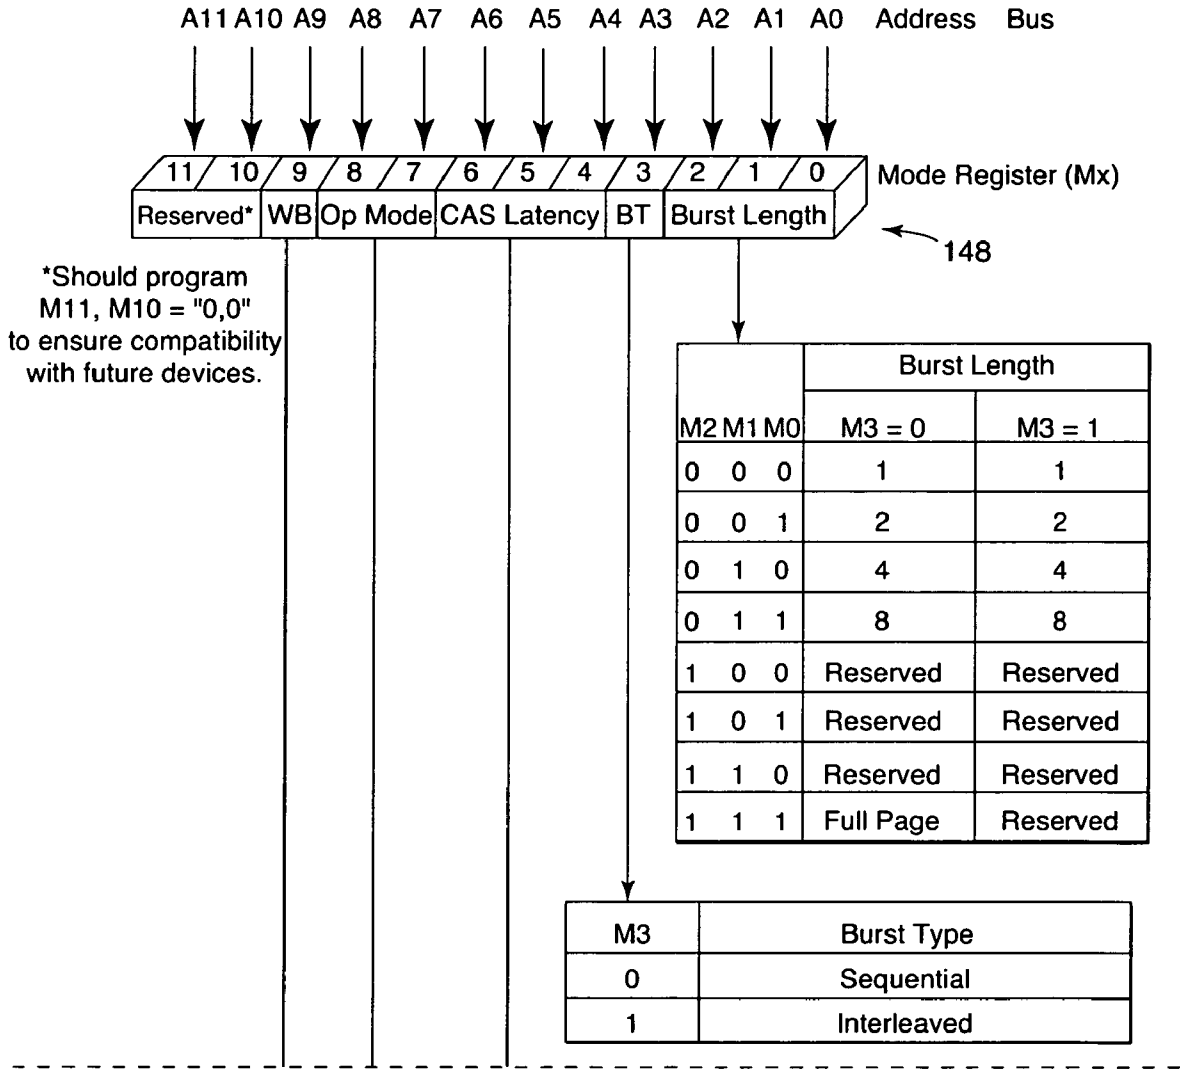 A11 A10 A9 A8 A7 A6 A5 A4 A3 A2 A1 A0 Address Bus
11 10 9 8 7 6 5 4 3 2 1 0 Mode Register (Mx)
Reserved* WB Op Mode CAS Latency BT Burst Length
148
*Should program
M11, M10 = "0,0"
to ensure compatibility
with future devices.
Burst Length
M2 M1 M0 M3 = 0 M3 = 1
0 0 0 1 1
0 0 1 2 2
0 1 0 4 4
0 1 1 8 8
1 0 0 Reserved Reserved
1 0 1 Reserved Reserved
1 1 0 Reserved Reserved
1 1 1 Full Page Reserved
M3 Burst Type
0 Sequential
1 Interleaved